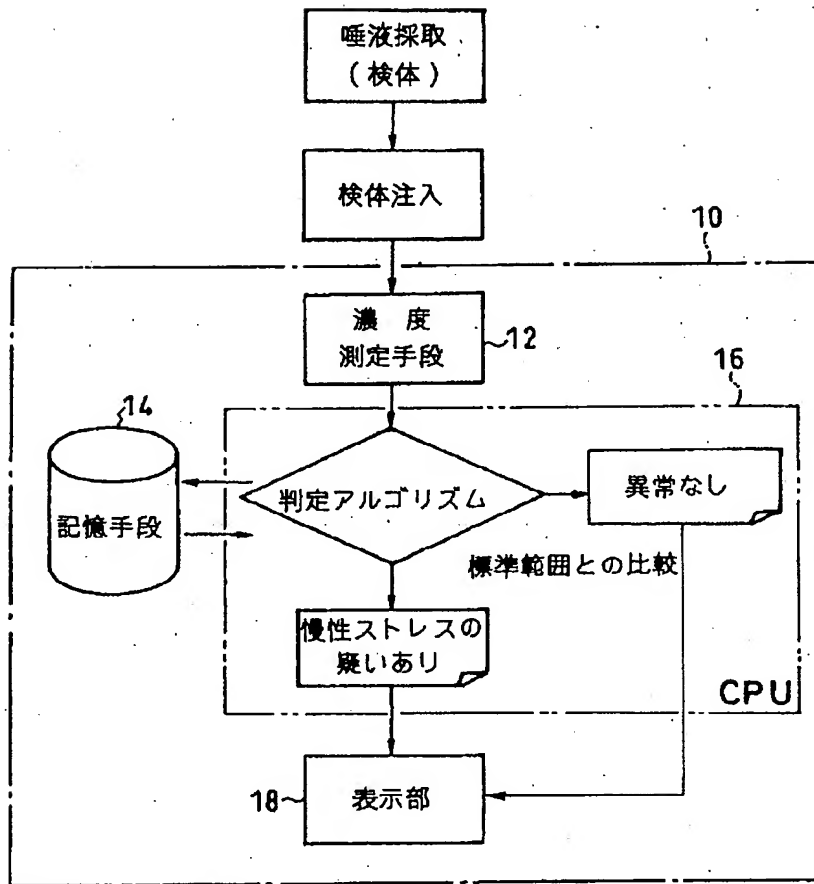 唾液採取
(検体)
検体注入
10
濃 度
測定手段
12
16
14
判定アルゴリズム
異常なし
記憶手段
標準範囲との比較
慢性ストレスの
疑いあり
CPU
18
表示部